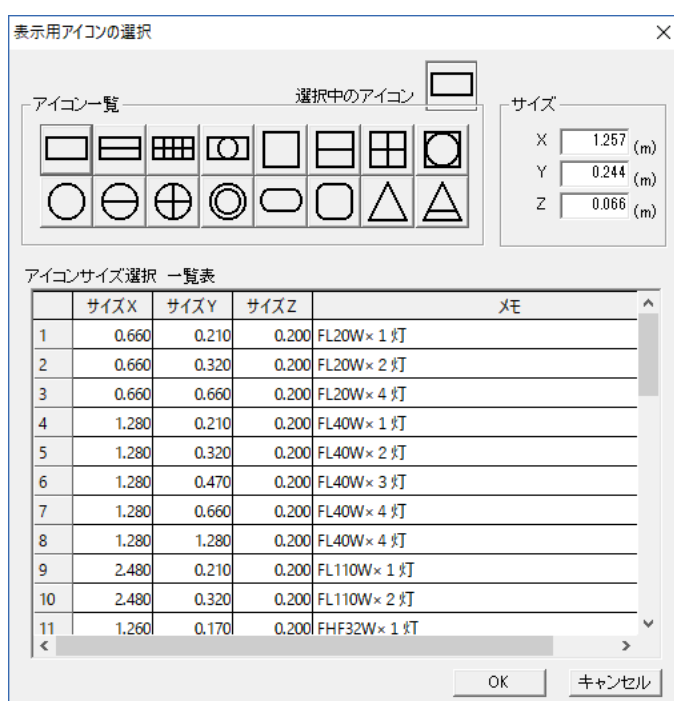 表示用アイコンの選択
選択中のアイコン
アイコン一覧
サイズ
X 1.257 (m)
Y 0.244 (m)
Z 0.066 (m)
アイコンサイズ選択 一覧表
サイズX サイズY サイズZ メモ
1 0.660 0.210 0.200 FL20W×1灯
2 0.660 0.320 0.200 FL20W×2灯
3 0.660 0.660 0.200 FL20W×4灯
4 1.280 0.210 0.200 FL40W×1灯
5 1.280 0.320 0.200 FL40W×2灯
6 1.280 0.470 0.200 FL40W×3灯
7 1.280 0.660 0.200 FL40W×4灯
8 1.280 1.280 0.200 FL40W×4灯
9 2.480 0.210 0.200 FL110W×1灯
10 2.480 0.320 0.200 FL110W×2灯
11 1.260 0.170 0.200 FHF32W×1灯
OK キャンセル